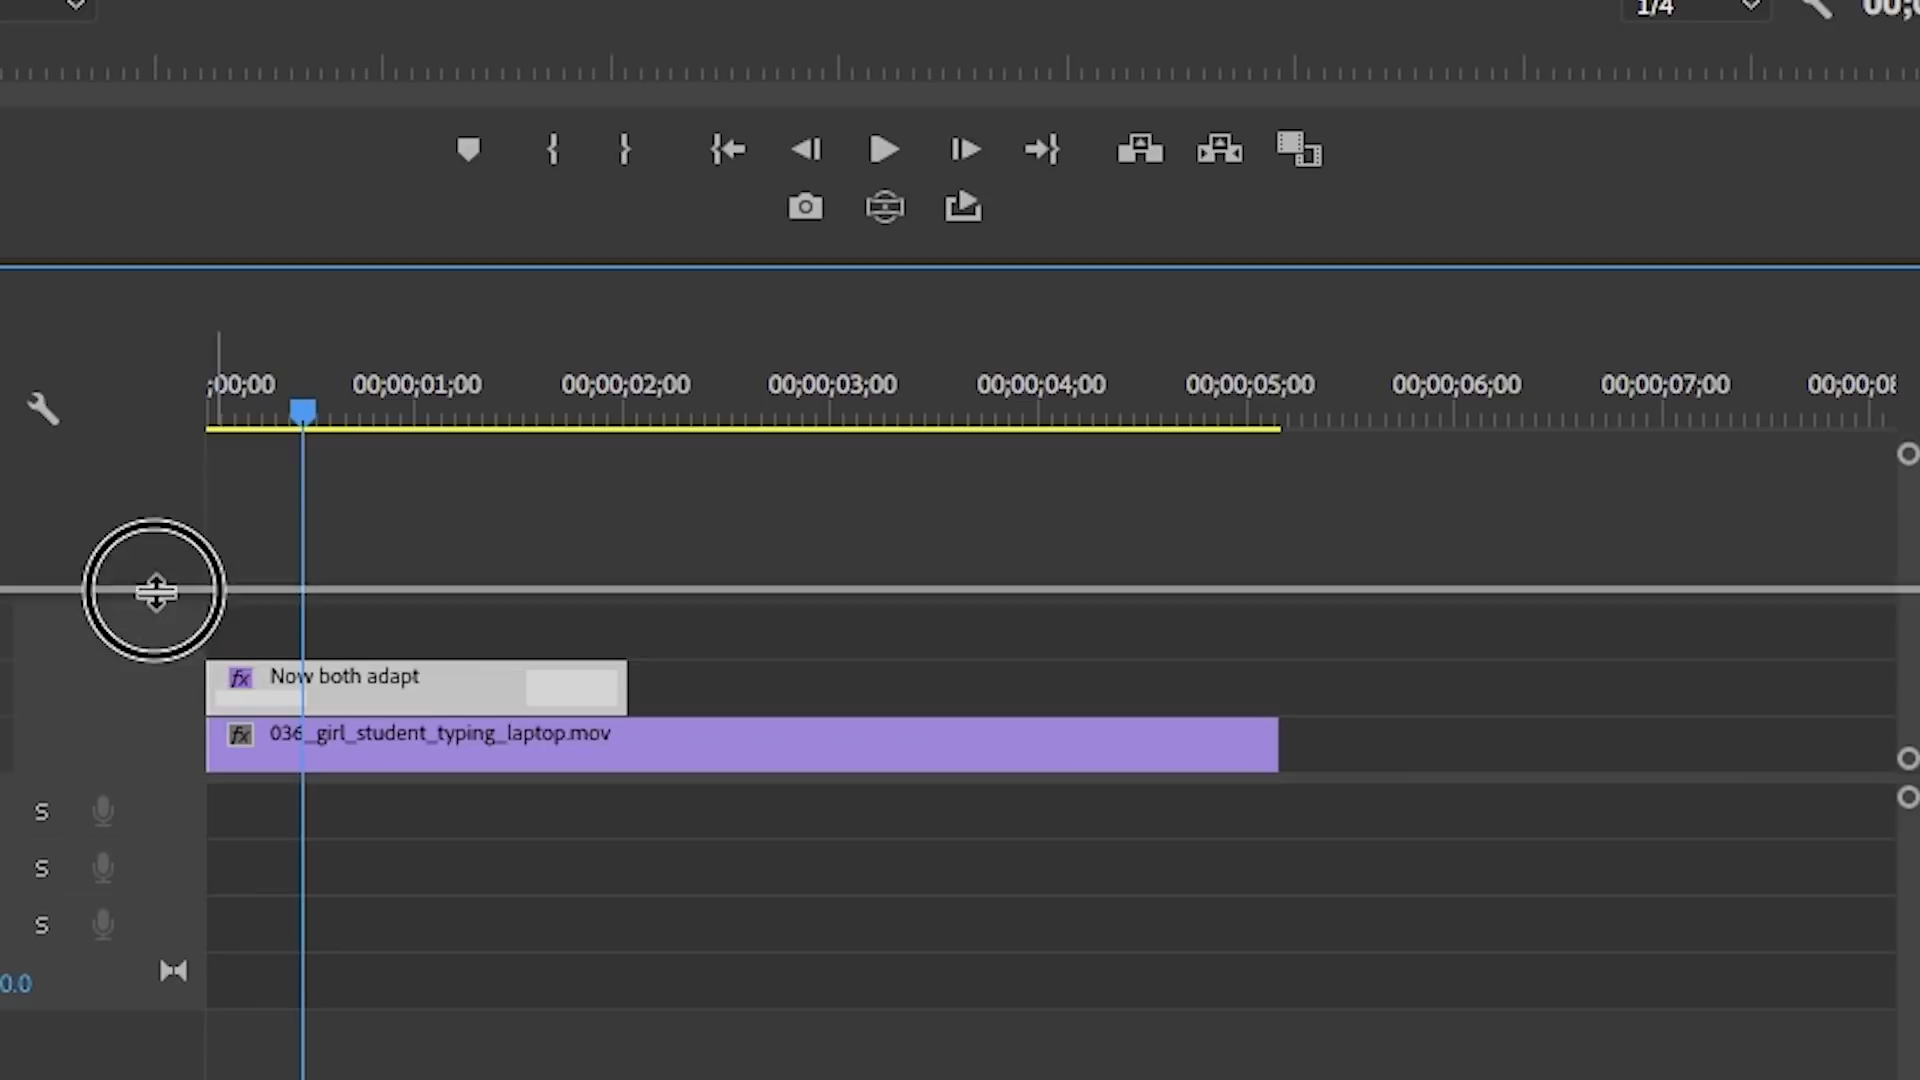 1/4
00;0
;00;00 00;00;01;00 00;00;02;00 00;00;03;00 00;00;04;00 00;00;05;00 00;00;06;00 00;00;07;00 00;00;08
fx Now both adapt
fx 036_girl_student_typing_laptop.mov
S
S
S
0.0